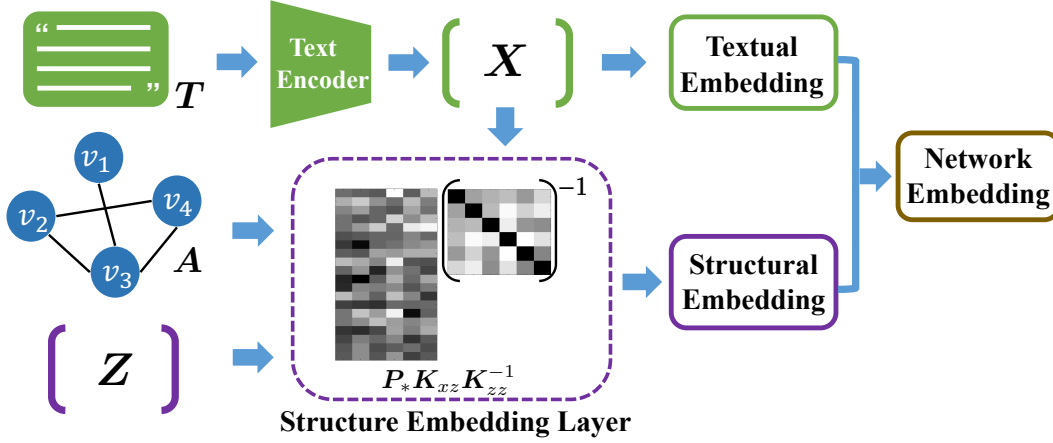 “
”
T
Text
Encoder
X
Textual
Embedding
v₁
v₂
v₄
v₃
A
−1
Network
Embedding
Structural
Embedding
Z
P∗KxzKzz⁻¹
Structure Embedding Layer